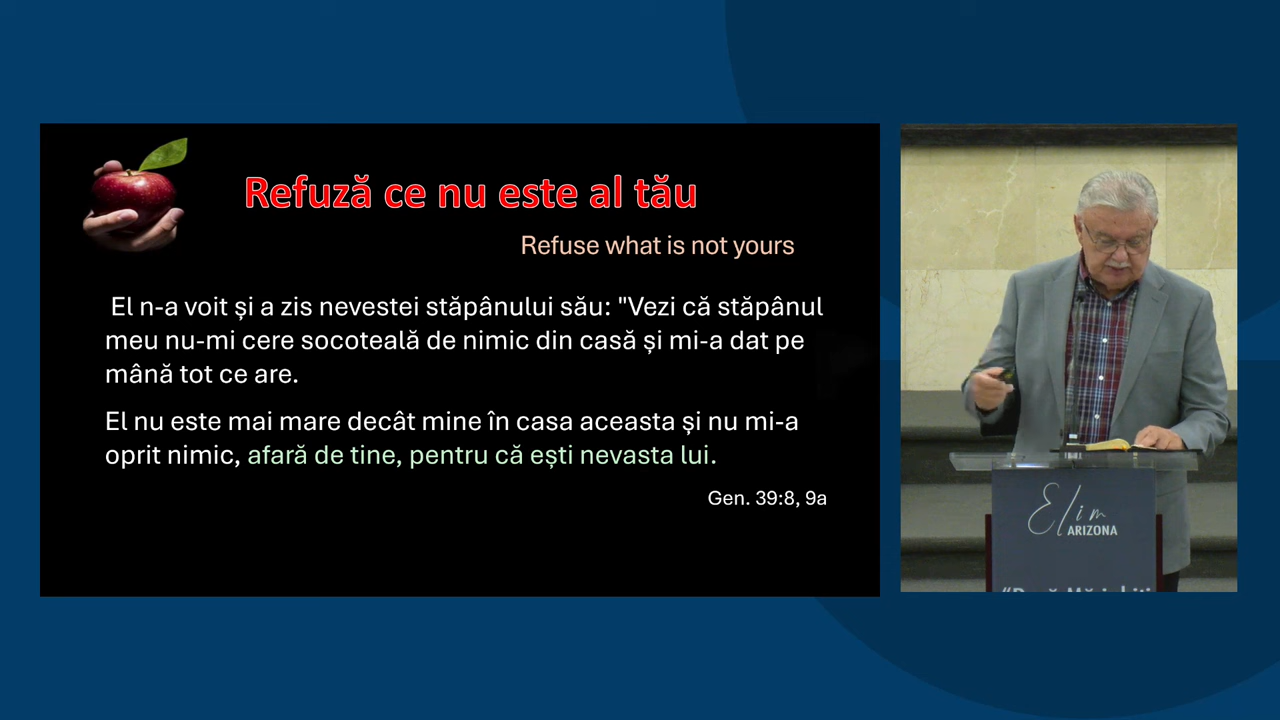 Refuză ce nu este al tău
Refuse what is not yours
El n-a voit și a zis nevestei stăpânului său: "Vezi că stăpânul
meu nu-mi cere socoteală de nimic din casă și mi-a dat pe
mână tot ce are.
El nu este mai mare decât mine în casa aceasta și nu mi-a
oprit nimic, afară de tine, pentru că ești nevasta lui.
Gen. 39:8, 9a
Elim
ARIZONA